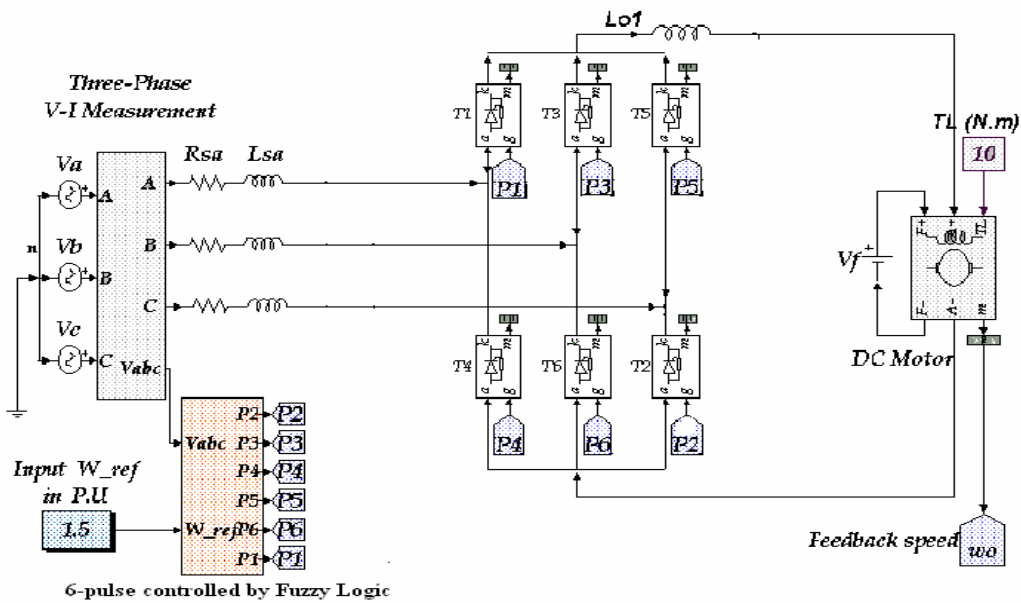 Lo1
Three-Phase
V-I Measurement
k m
k m
k m
T1
T3
T5
a g
a g
a g
TL (N.m)
10
Rsa
Lsa
Va
A
A
P1
P3
P5
n
Vb
B
B
F+ A+ TL
Vf
C
F- A- m
Vc
C
DC Motor
Vabc
k m
k m
k m
T4
T6
T2
a g
a g
a g
P4
P6
P2
P2
P2
Vabc
P3
P3
Input W_ref
in P.U
P4
P4
P5
P5
1.5
W_ref
P6
P6
P1
P1
Feedback speed
wo
6-pulse controlled by Fuzzy Logic